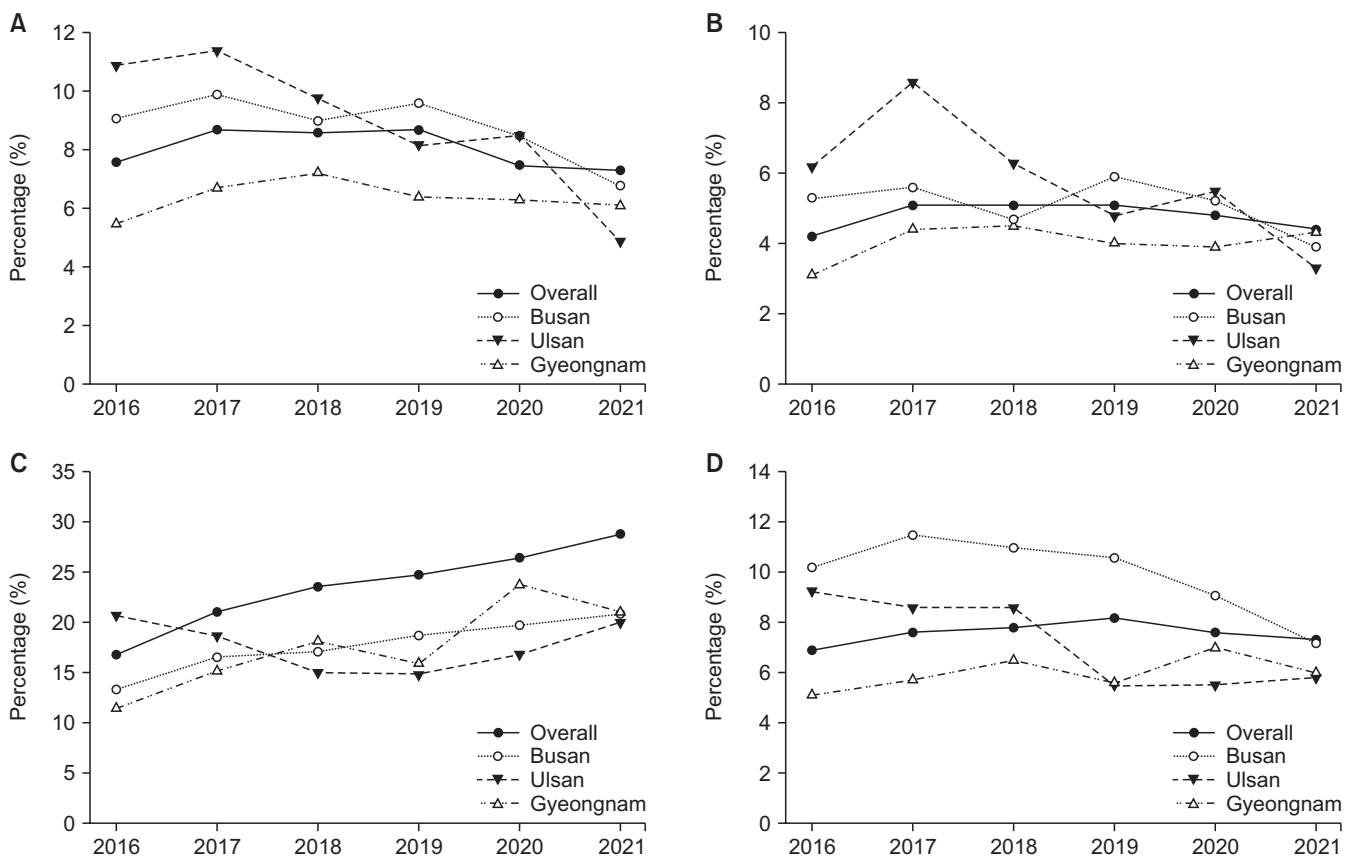 A
Percentage (%)
12
10
8
6
4
2
0
Overall
Busan
Ulsan
Gyeongnam
2016 2017 2018 2019 2020 2021
B
Percentage (%)
10
8
6
4
2
0
Overall
Busan
Ulsan
Gyeongnam
2016 2017 2018 2019 2020 2021
C
Percentage (%)
35
30
25
20
15
10
5
0
Overall
Busan
Ulsan
Gyeongnam
2016 2017 2018 2019 2020 2021
D
Percentage (%)
14
12
10
8
6
4
2
0
Overall
Busan
Ulsan
Gyeongnam
2016 2017 2018 2019 2020 2021